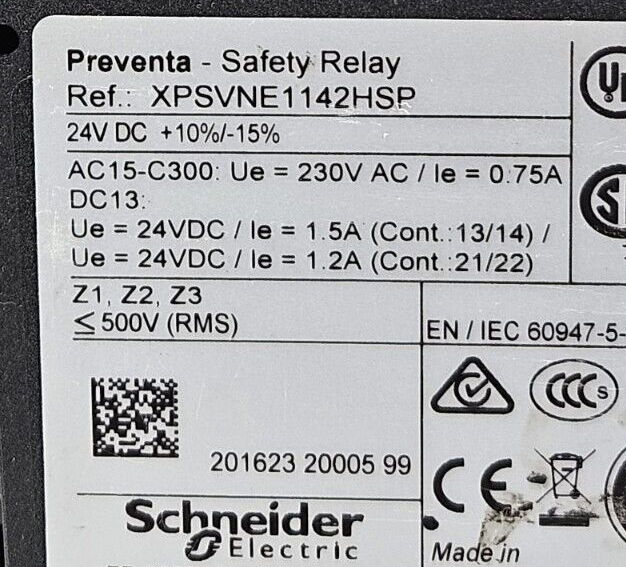 Preventa - Safety Relay
Ref.: XPSVNE1142HSP
24V DC +10%/-15%
AC15-C300: Ue = 230V AC / Ie = 0.75A
DC13:
Ue = 24VDC / Ie = 1.5A (Cont.:13/14) /
Ue = 24VDC / Ie = 1.2A (Cont.:21/22)
Z1, Z2, Z3
≤500V (RMS)
EN / IEC 60947-5-
CCC s
201623 20005 99
CE
Schneider
Electric
Made in